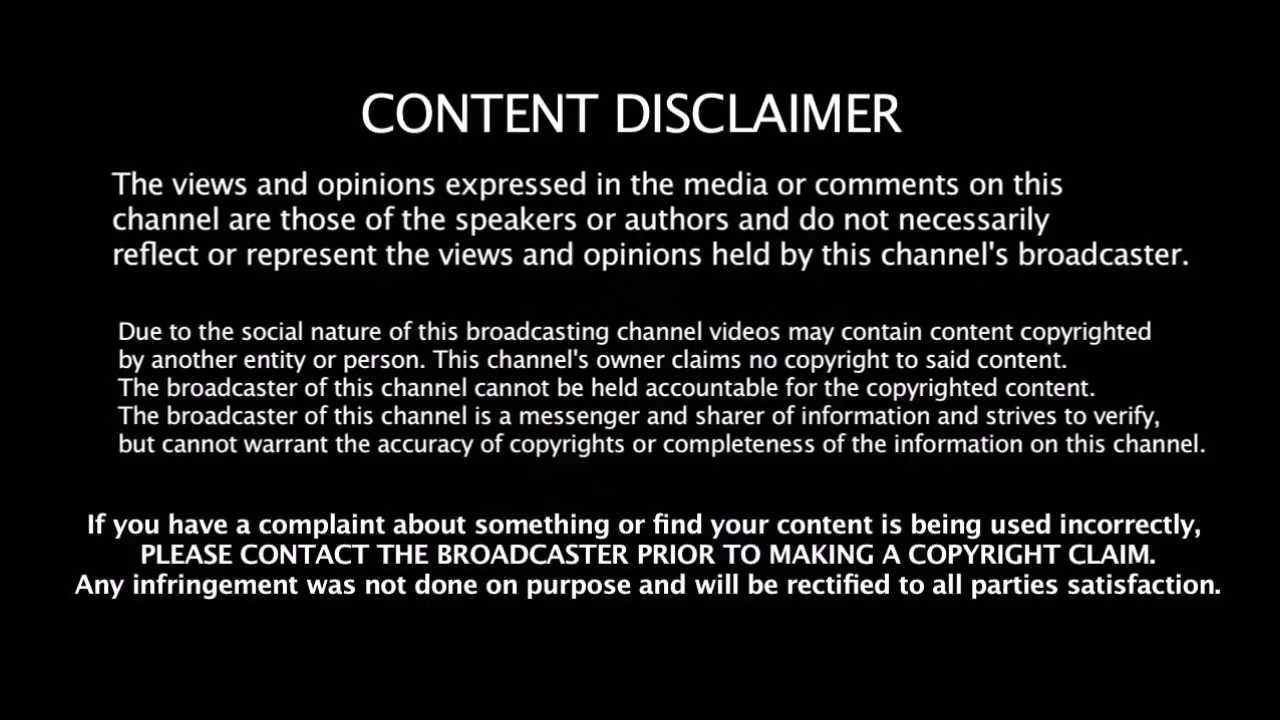 CONTENT DISCLAIMER
The views and opinions expressed in the media or comments on this
channel are those of the speakers or authors and do not necessarily
reflect or represent the views and opinions held by this channel's broadcaster.
Due to the social nature of this broadcasting channel videos may contain content copyrighted
by another entity or person. This channel's owner claims no copyright to said content.
The broadcaster of this channel cannot be held accountable for the copyrighted content.
The broadcaster of this channel is a messenger and sharer of information and strives to verify,
but cannot warrant the accuracy of copyrights or completeness of the information on this channel.
If you have a complaint about something or find your content is being used incorrectly,
PLEASE CONTACT THE BROADCASTER PRIOR TO MAKING A COPYRIGHT CLAIM.
Any infringement was not done on purpose and will be rectified to all parties satisfaction.